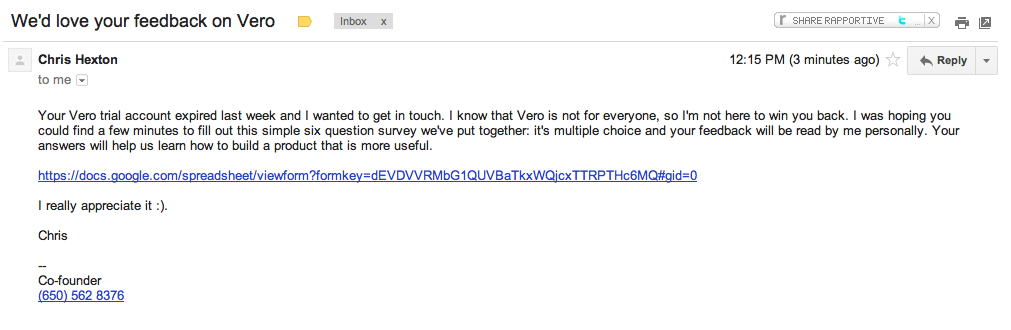 We'd love your feedback on Vero
Inbox x
SHARE RAPPORTIVE ... X
Chris Hexton
12:15 PM (3 minutes ago)
Reply
to me
Your Vero trial account expired last week and I wanted to get in touch. I know that Vero is not for everyone, so I'm not here to win you back. I was hoping you
could find a few minutes to fill out this simple six question survey we've put together: it's multiple choice and your feedback will be read by me personally. Your
answers will help us learn how to build a product that is more useful.
https://docs.google.com/spreadsheet/viewform?formkey=dEVDVVRMbG1QUVBaTkxWQjcxTTRPTHc6MQ#gid=0
I really appreciate it :).
Chris
--
Co-founder
(650) 562 8376